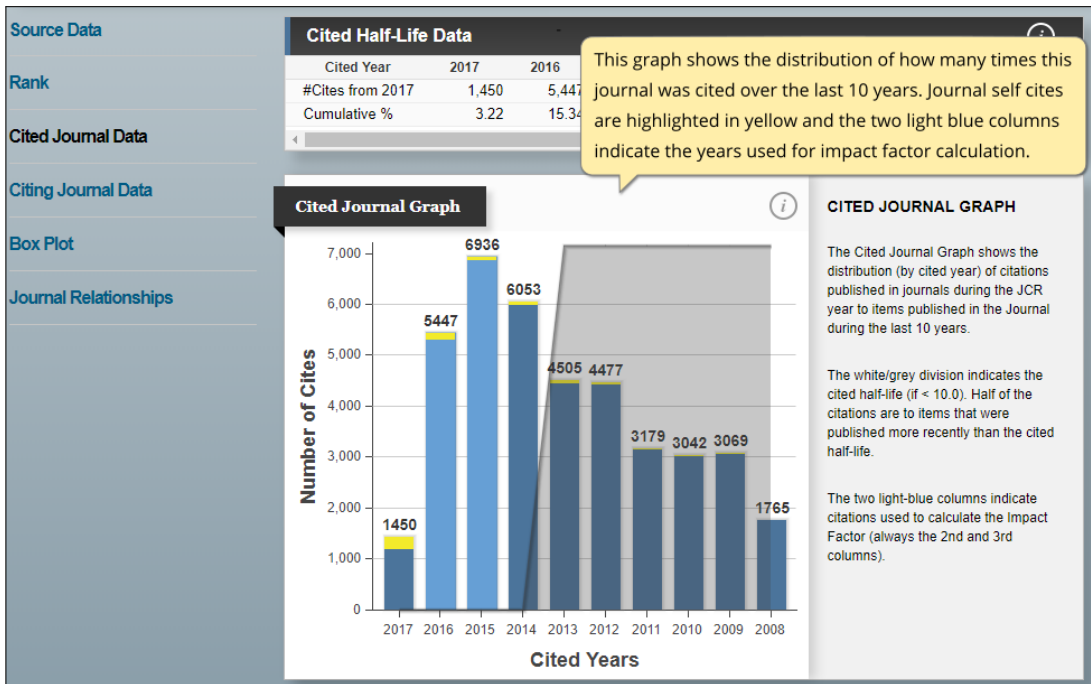 Source Data
Rank
Cited Journal Data
Citing Journal Data
Box Plot
Journal Relationships
Cited Half-Life Data
i
Cited Year 2017 2016
#Cites from 2017 1,450 5,447
Cumulative % 3.22 15.34
This graph shows the distribution of how many times this
journal was cited over the last 10 years. Journal self cites
are highlighted in yellow and the two light blue columns
indicate the years used for impact factor calculation.
Cited Journal Graph
i
Number of Cites
7,000
6,000
5,000
4,000
3,000
2,000
1,000
0
1450
5447
6936
6053
4505
4477
3179
3042
3069
1765
2017 2016 2015 2014 2013 2012 2011 2010 2009 2008
Cited Years
CITED JOURNAL GRAPH
The Cited Journal Graph shows the
distribution (by cited year) of citations
published in journals during the JCR
year to items published in the Journal
during the last 10 years.
The white/grey division indicates the
cited half-life (if < 10.0). Half of the
citations are to items that were
published more recently than the cited
half-life.
The two light-blue columns indicate
citations used to calculate the Impact
Factor (always the 2nd and 3rd
columns).